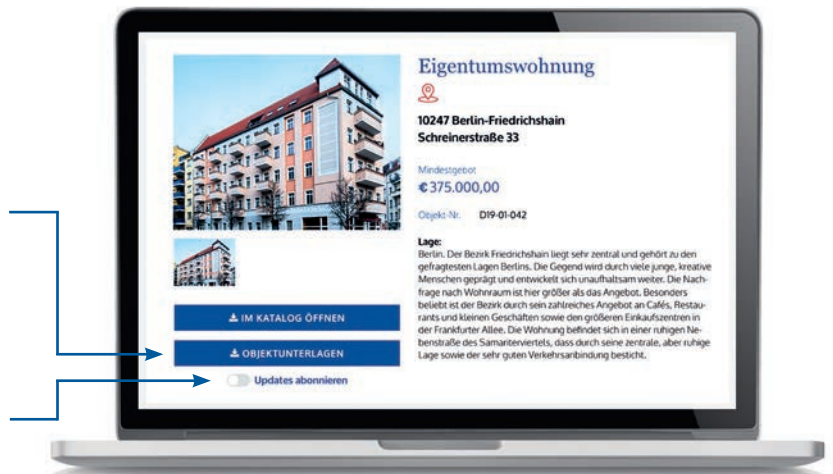 Eigentumswohnung
10247 Berlin-Friedrichshain
Schreinerstraße 33
Mindestgebot
€ 375.000,00
Objekt-Nr. D19-01-042
Lage:
Berlin. Der Bezirk Friedrichshain liegt sehr zentral und gehört zu den
gefragtesten Lagen Berlins. Die Gegend wird durch viele junge, kreative
Menschen geprägt und entwickelt sich unaufhaltsam weiter. Die Nach-
frage nach Wohnraum ist hier größer als das Angebot. Besonders
beliebt ist der Bezirk durch sein zahlreiches Angebot an Cafés, Restau-
rants und kleinen Geschäften sowie den größeren Einkaufszentren in
der Frankfurter Allee. Die Wohnung befindet sich in einer ruhigen Ne-
benstraße des Samariterviertels, dass durch seine zentrale, aber ruhige
Lage sowie der sehr guten Verkehrsanbindung besticht.
IM KATALOG ÖFFNEN
OBJEKTUNTERLAGEN
Updates abonnieren